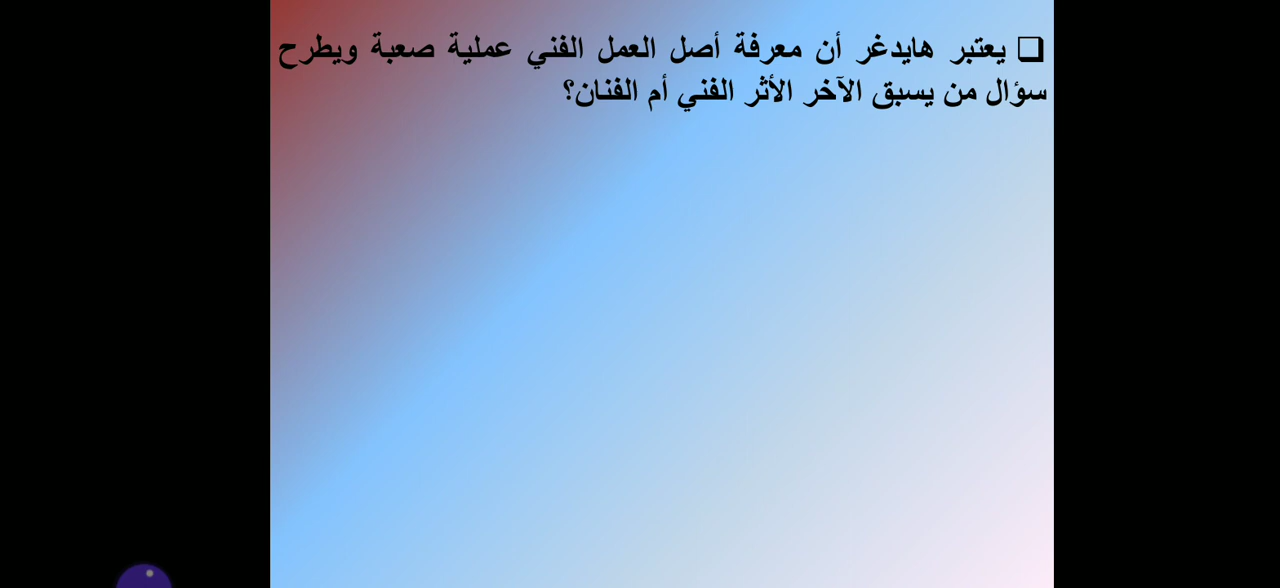 ❑ يعتبر هايدغر أن معرفة أصل العمل الفني عملية صعبة ويطرح
سؤال من يسبق الآخر الأثر الفني أم الفنان؟